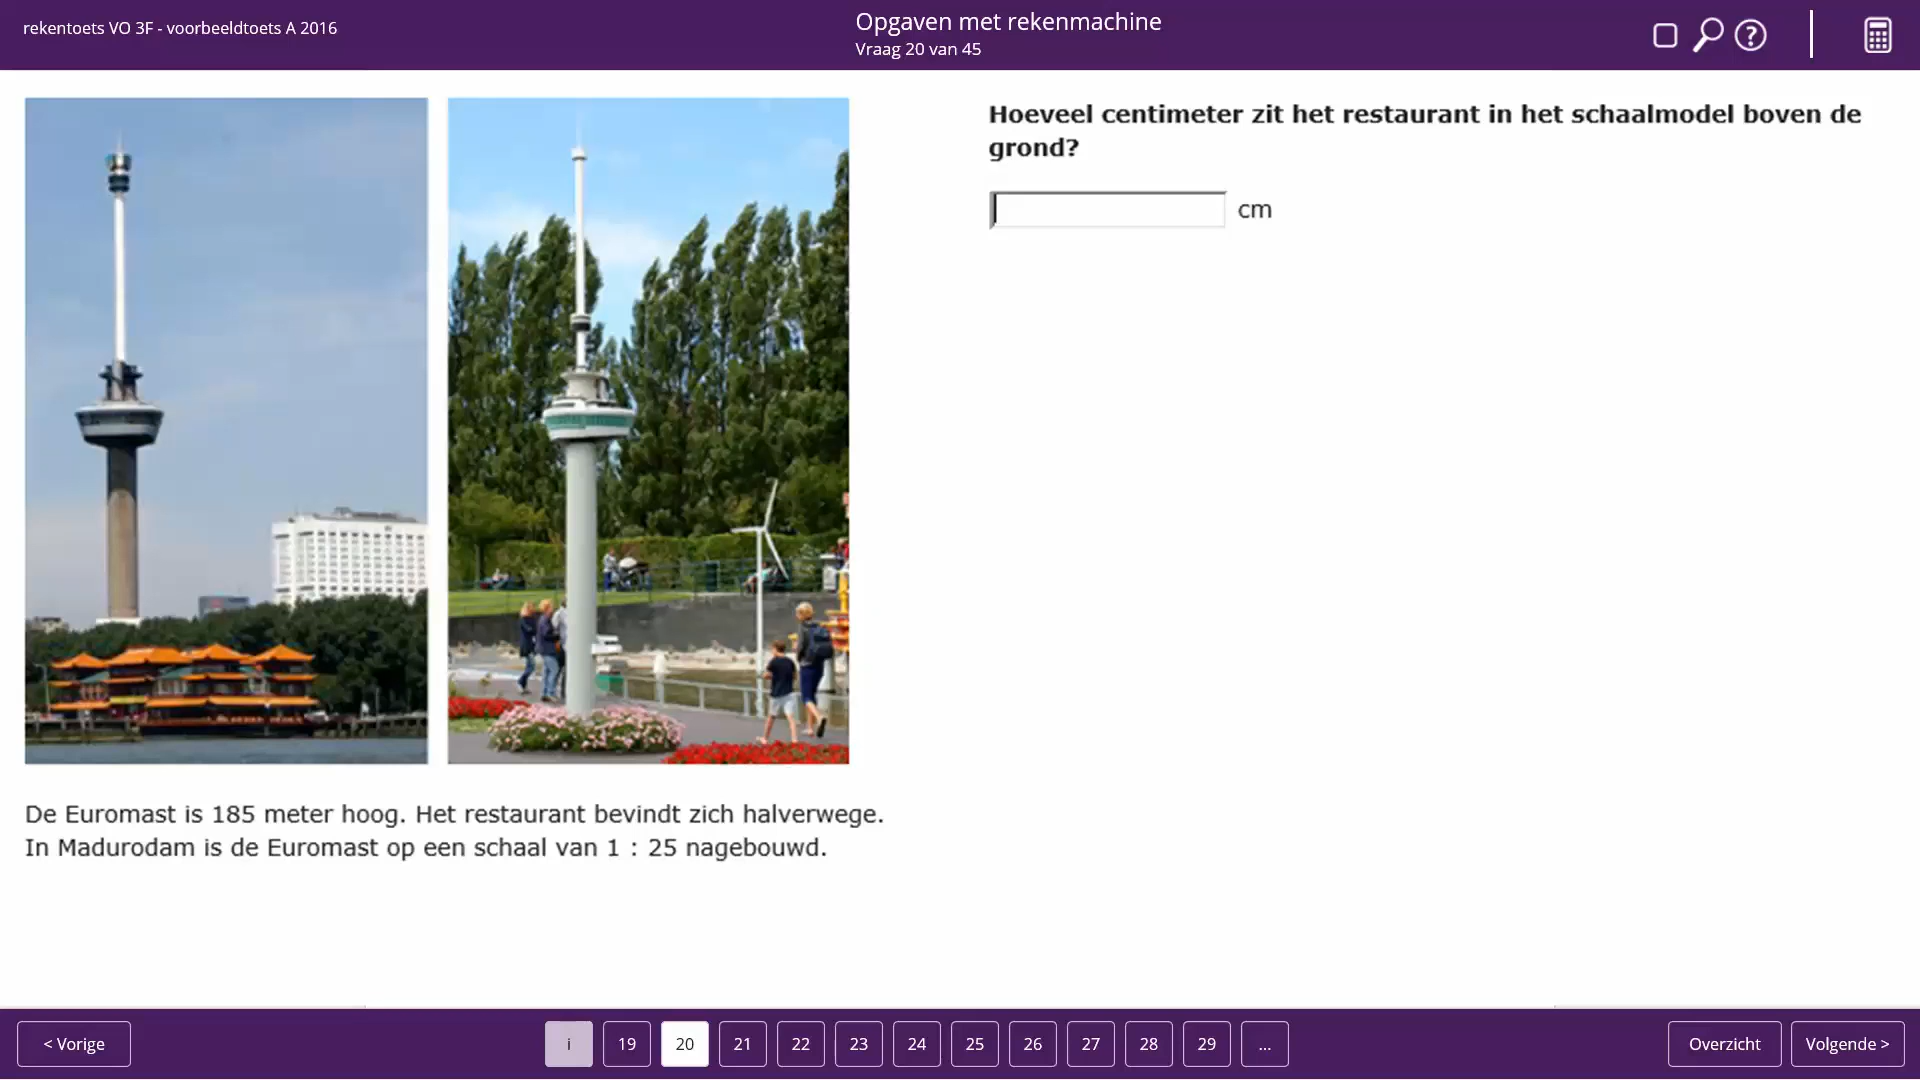 rekentoets VO 3F - voorbeeldtoets A 2016
Opgaven met rekenmachine
Vraag 20 van 45
?
Hoeveel centimeter zit het restaurant in het schaalmodel boven de
grond?
cm
De Euromast is 185 meter hoog. Het restaurant bevindt zich halverwege.
In Madurodam is de Euromast op een schaal van 1 : 25 nagebouwd.
< Vorige
i 19 20 21 22 23 24 25 26 27 28 29 ...
Overzicht
Volgende >